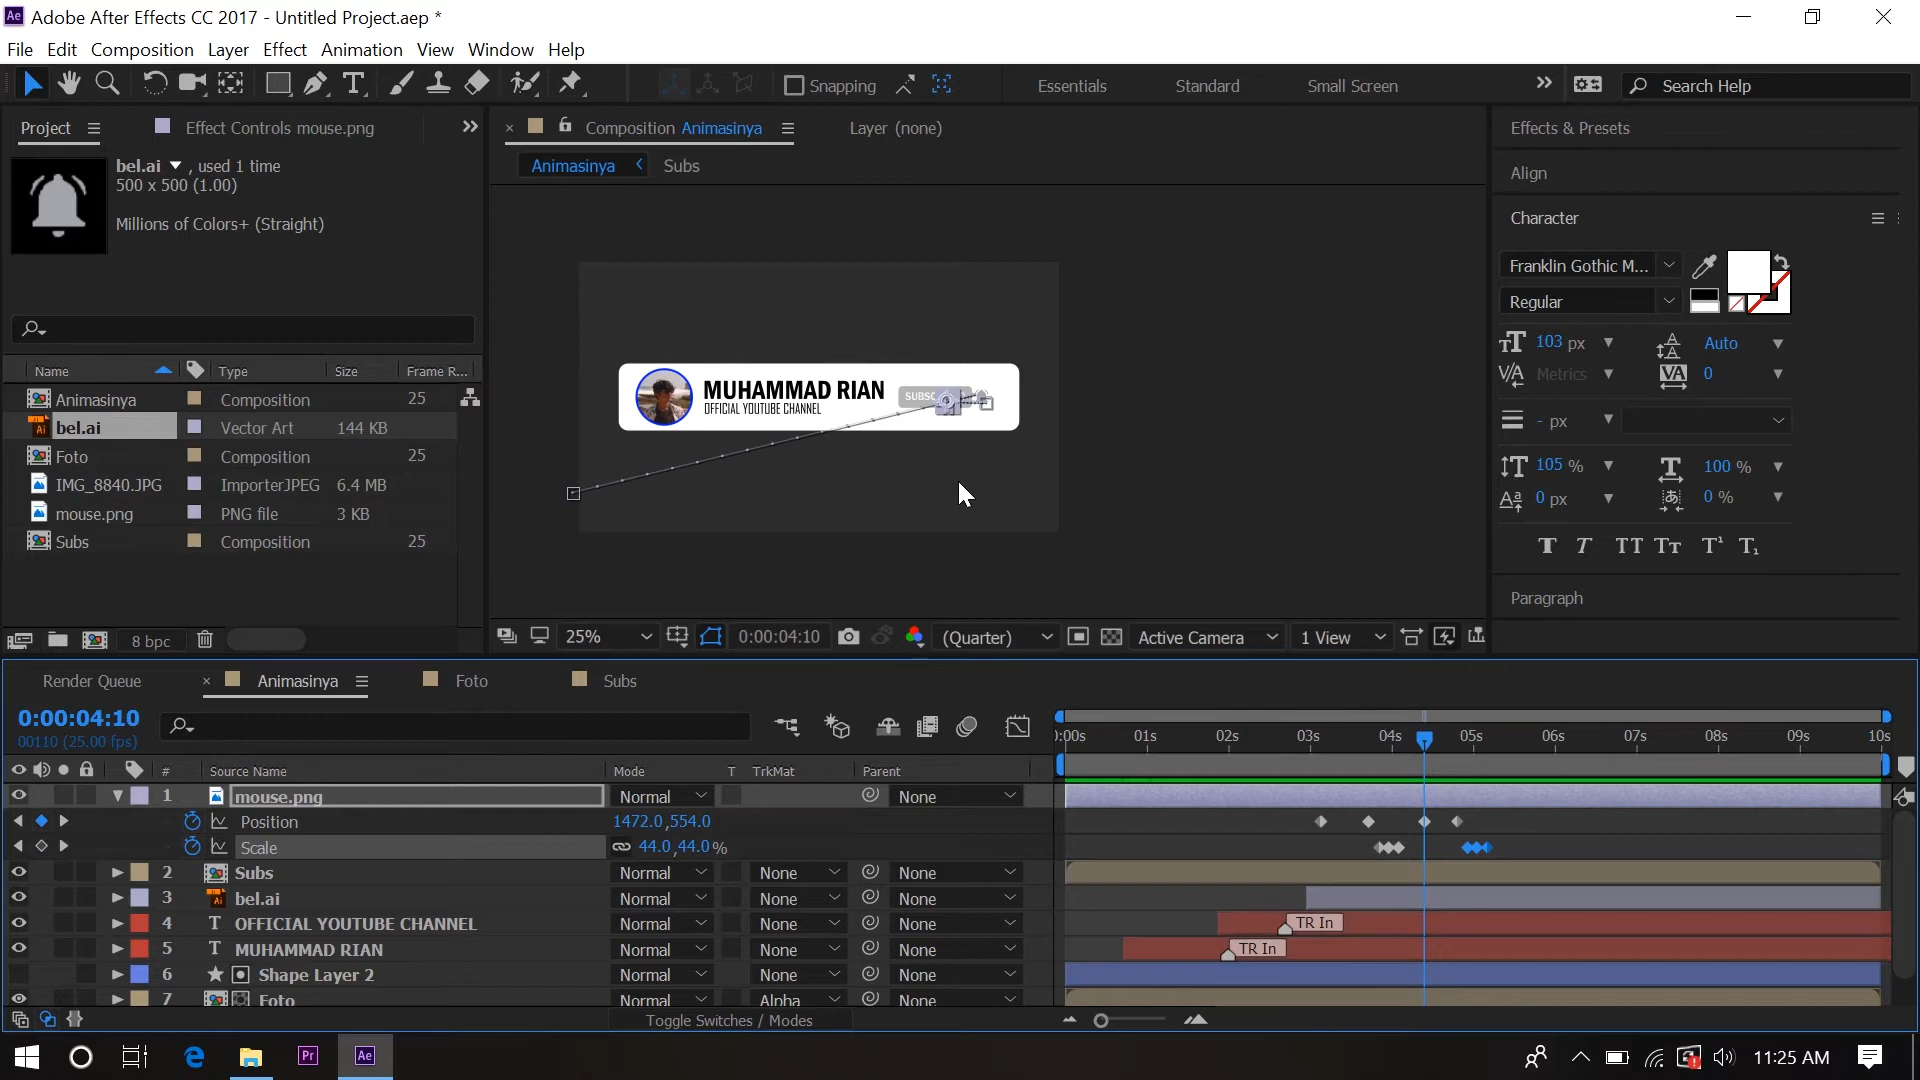 Ae Adobe After Effects CC 2017 - Untitled Project.aep *
File Edit Composition Layer Effect Animation View Window Help
Snapping Essentials Standard Small Screen Search Help
Project Effect Controls mouse.png
bel.ai , used 1 time
500 x 500 (1.00)
Millions of Colors+ (Straight)
Name Type Size Frame R...
Animasinya Composition 25
bel.ai Vector Art 144 KB
Foto Composition 25
IMG_8840.JPG ImporterJPEG 6.4 MB
mouse.png PNG file 3 KB
Subs Composition 25
8 bpc
Composition Animasinya Layer (none)
Animasinya Subs
MUHAMMAD RIAN
OFFICIAL YOUTUBE CHANNEL
25% 0:00:04:10 (Quarter) Active Camera 1 View
Effects & Presets
Align
Character
Franklin Gothic M...
Regular
103 px Auto
Metrics 0
- px
105 % 100 %
0 px 0 %
T T TT Tт T¹ T₁
Paragraph
Render Queue Animasinya Foto Subs
0:00:04:10
00110 (25.00 fps)
):00s 01s 02s 03s 04s 05s 06s 07s 08s 09s 10s
# Source Name Mode T TrkMat Parent
1 mouse.png Normal None
Position 1472.0,554.0
Scale 44.0,44.0%
2 Subs Normal None None
3 Ai bel.ai Normal None None
4 T OFFICIAL YOUTUBE CHANNEL Normal None None TR In
5 T MUHAMMAD RIAN Normal None None TR In
6 Shape Layer 2 Normal None None
7 Foto Normal Alpha None
Toggle Switches / Modes
Pr Ae 11:25 AM